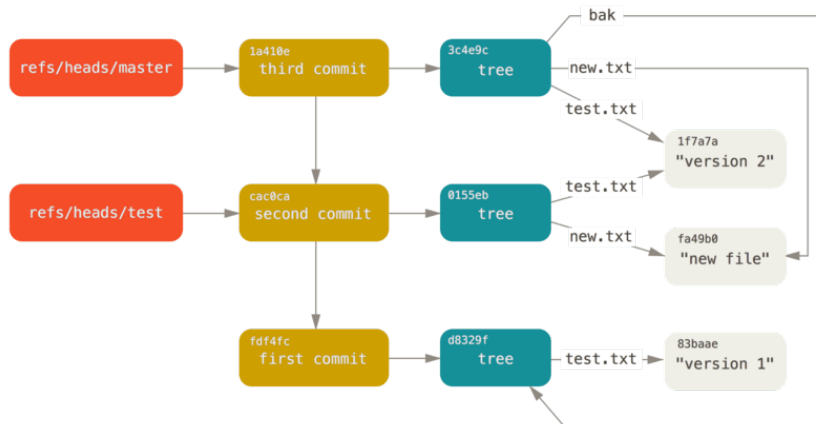 bak
1a410e
3c4e9c
refs/heads/master
third commit
tree
new.txt
test.txt
1f7a7a
"version 2"
cac0ca
0155eb
test.txt
refs/heads/test
second commit
tree
new.txt
fa49b0
"new file"
fdf4fc
d8329f
83baae
first commit
tree
test.txt
"version 1"